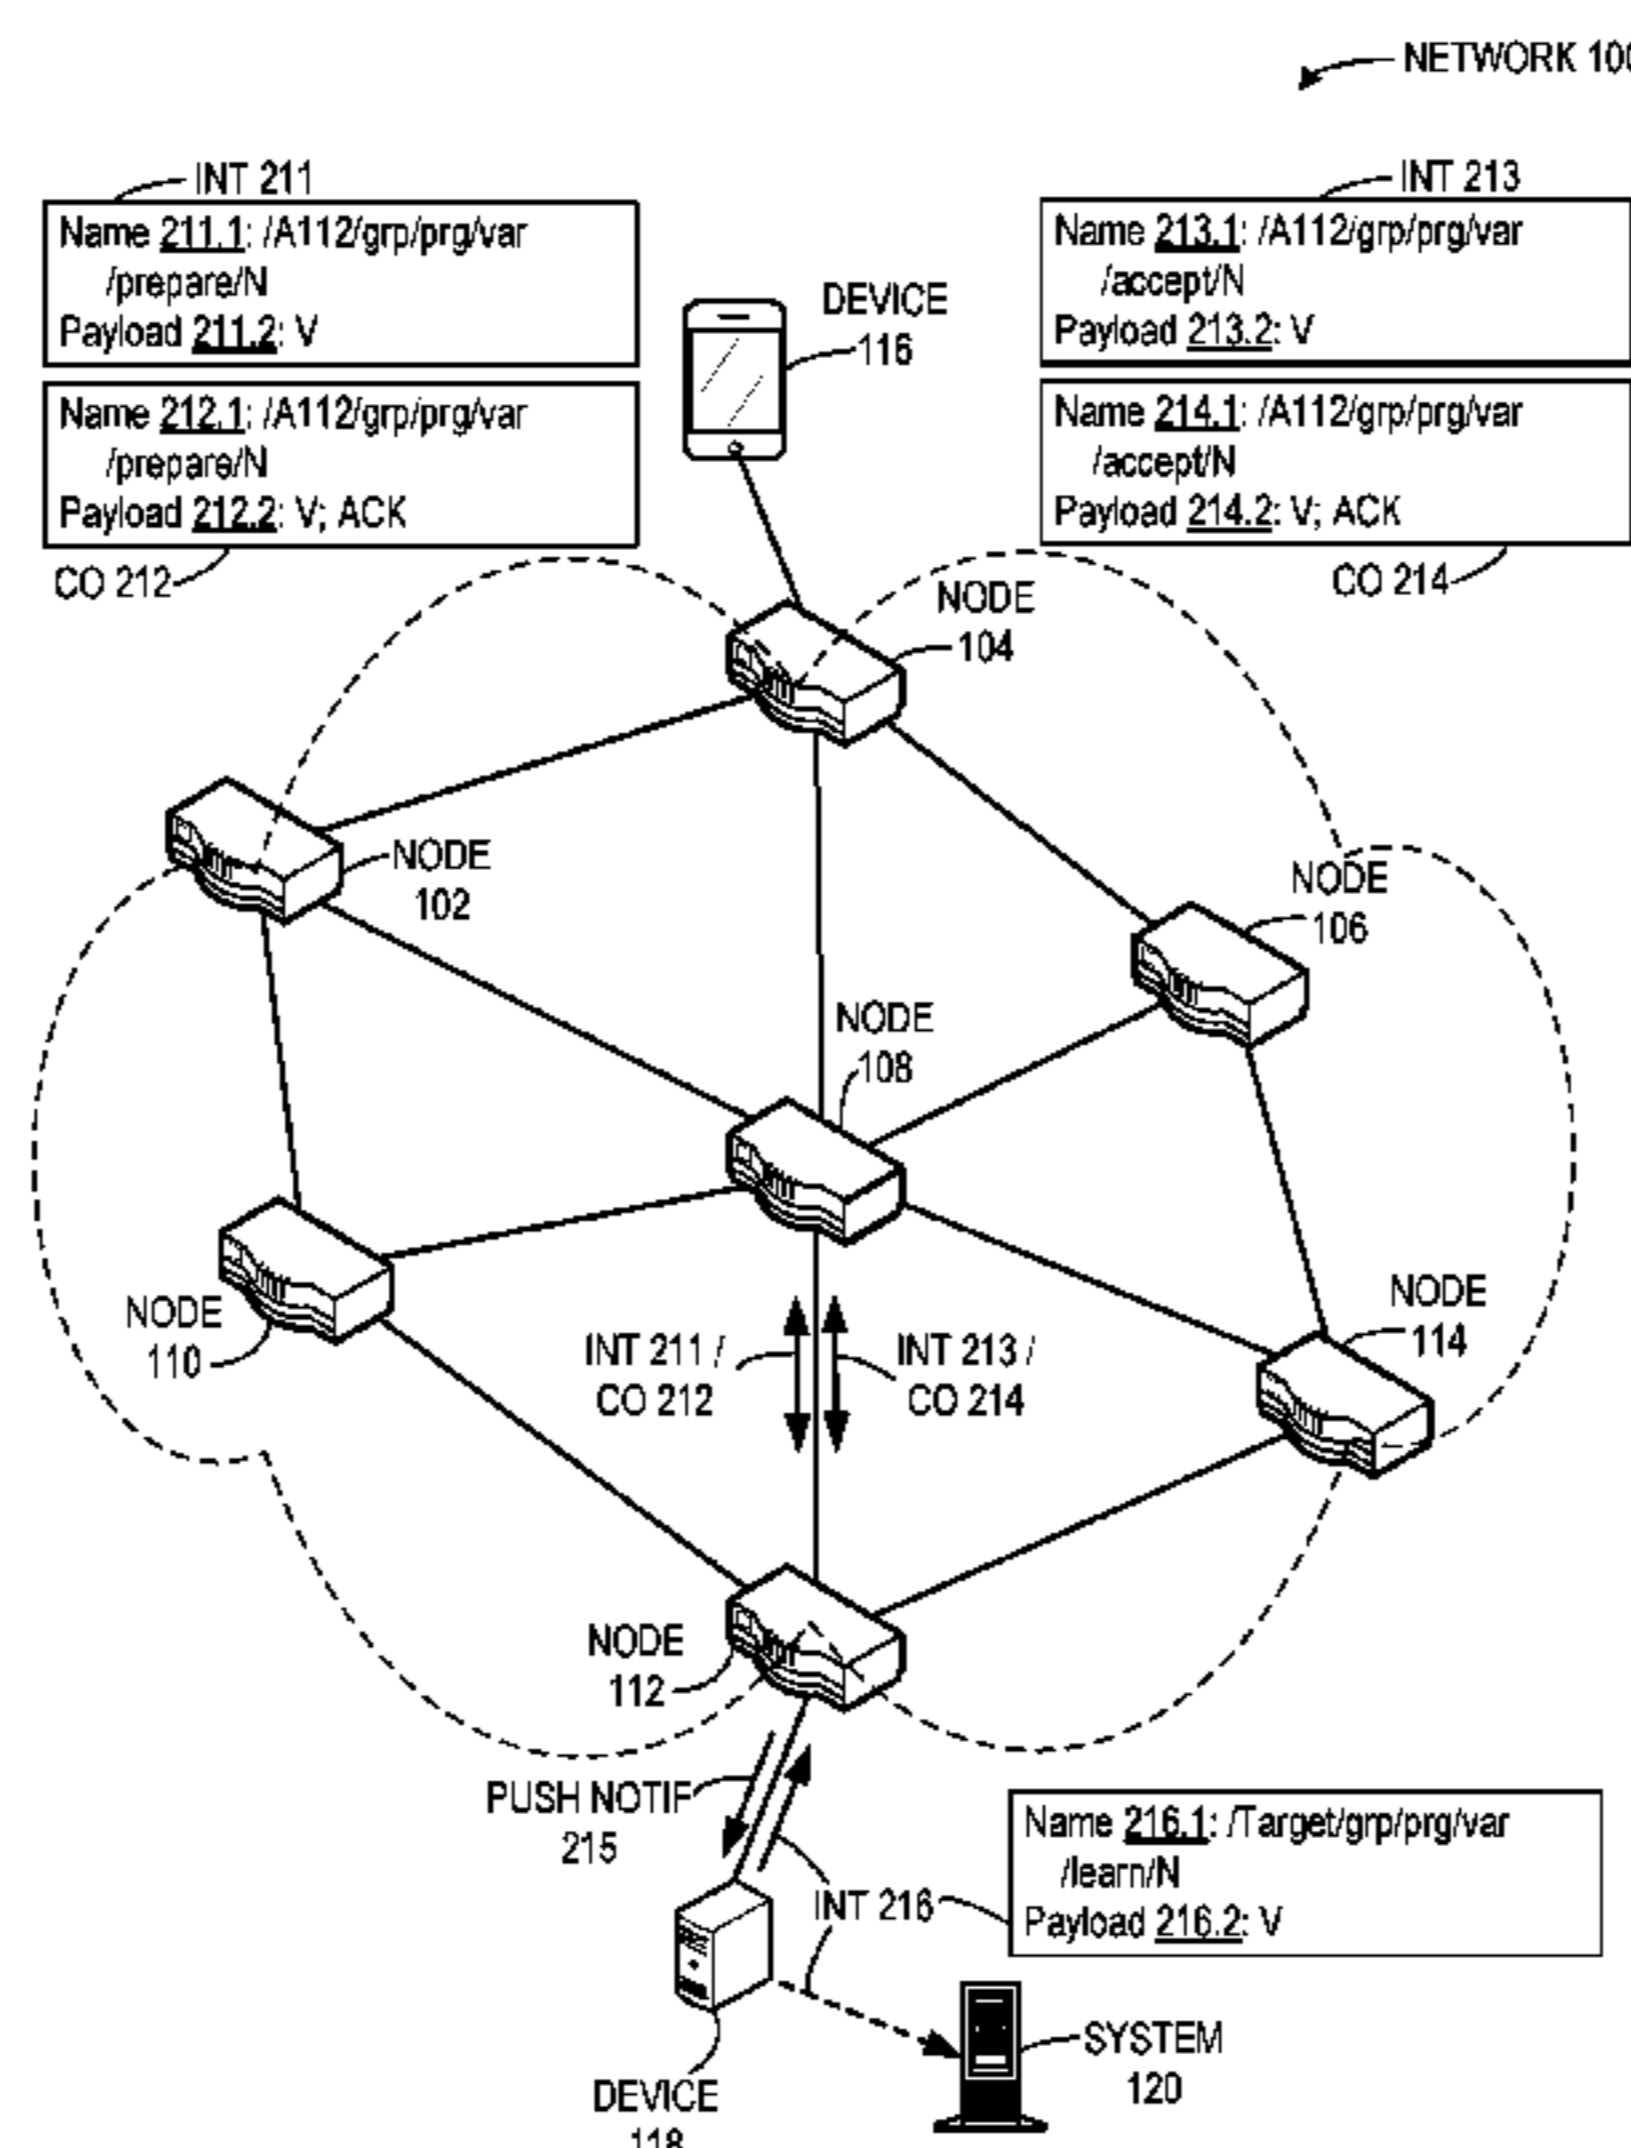 NETWORK 100
INT 211
Name 211.1: /A112/grp/prg/var
/prepare/N
Payload 211.2: V
Name 212.1: /A112/grp/prg/var
/prepare/N
Payload 212.2: V; ACK
CO 212
INT 213
Name 213.1: /A112/grp/prg/var
/accept/N
Payload 213.2: V
Name 214.1: /A112/grp/prg/var
/accept/N
Payload 214.2: V; ACK
CO 214
DEVICE
116
NODE
104
NODE
102
NODE
106
NODE
108
NODE
110
INT 211 /
CO 212
INT 213 /
CO 214
NODE
114
NODE
112
PUSH NOTIF
215
INT 216
Name 216.1: /Target/grp/prg/var
/learn/N
Payload 216.2: V
SYSTEM
120
DEVICE
118